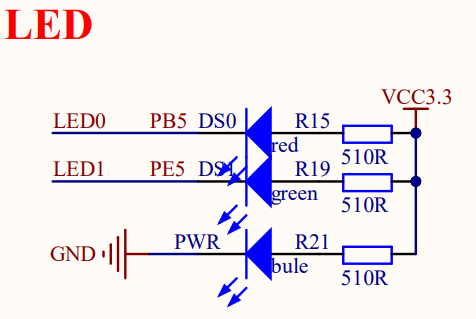 LED
VCC3.3
LED0 PB5 DS0 R15
red
510R
LED1 PE5 DS1 R19
green
510R
GND PWR R21
bule
510R